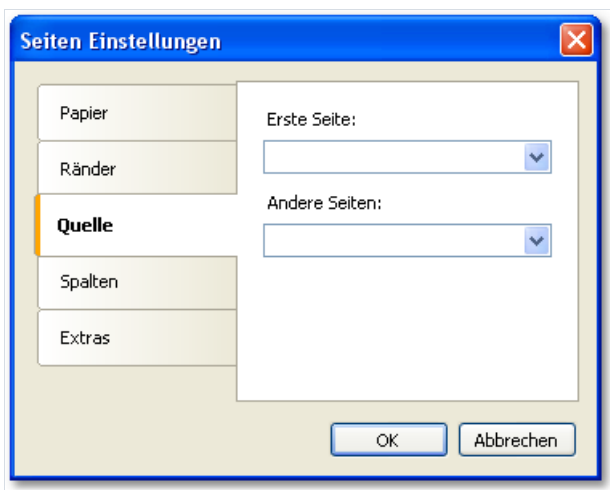 Seiten Einstellungen
Papier
Ränder
Quelle
Spalten
Extras
Erste Seite:
Andere Seiten:
OK
Abbrechen